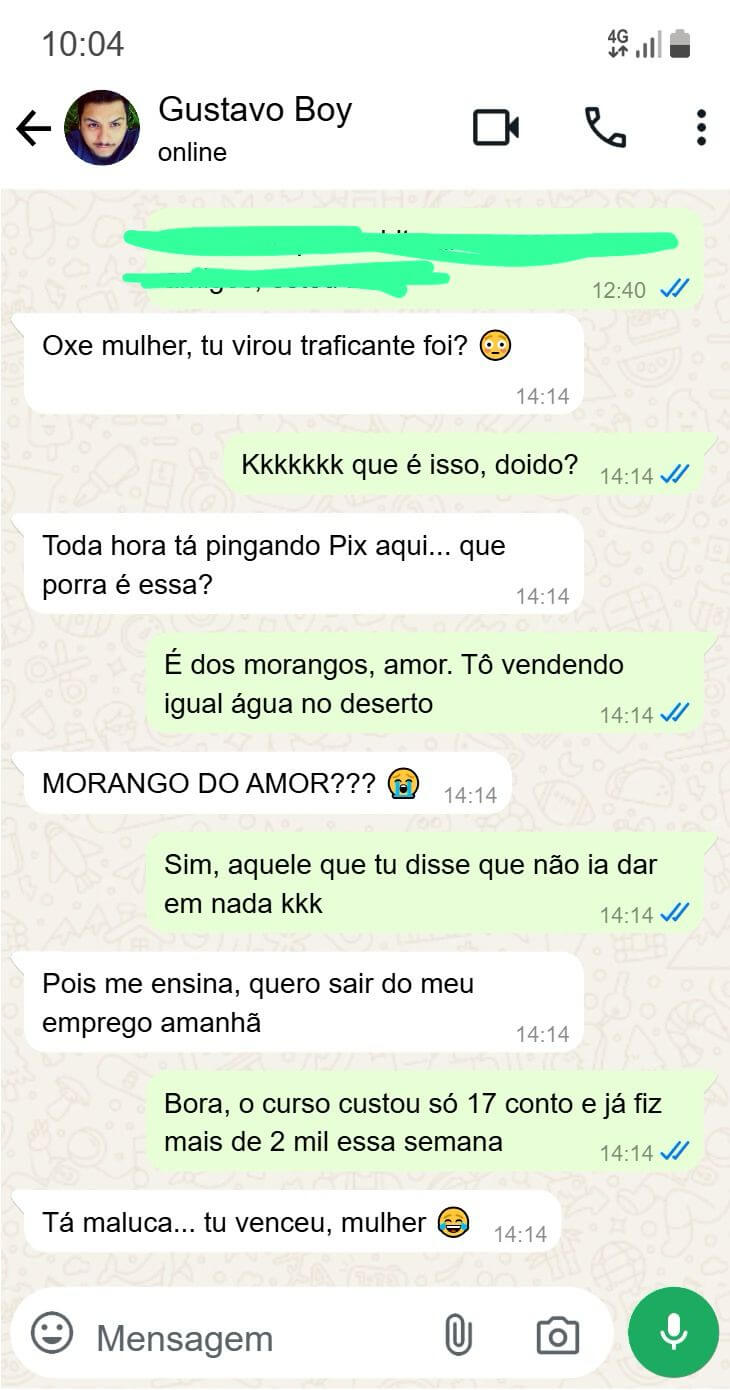 10:04
4G
Gustavo Boy
online
12:40
Oxe mulher, tu virou traficante foi? 😳
14:14
Kkkkkkk que é isso, doido?
14:14
Toda hora tá pingando Pix aqui... que
porra é essa?
14:14
É dos morangos, amor. Tô vendendo
igual água no deserto
14:14
MORANGO DO AMOR??? 😭
14:14
Sim, aquele que tu disse que não ia dar
em nada kkk
14:14
Pois me ensina, quero sair do meu
emprego amanhã
14:14
Bora, o curso custou só 17 conto e já fiz
mais de 2 mil essa semana
14:14
Tá maluca... tu venceu, mulher 😂
14:14
Mensagem